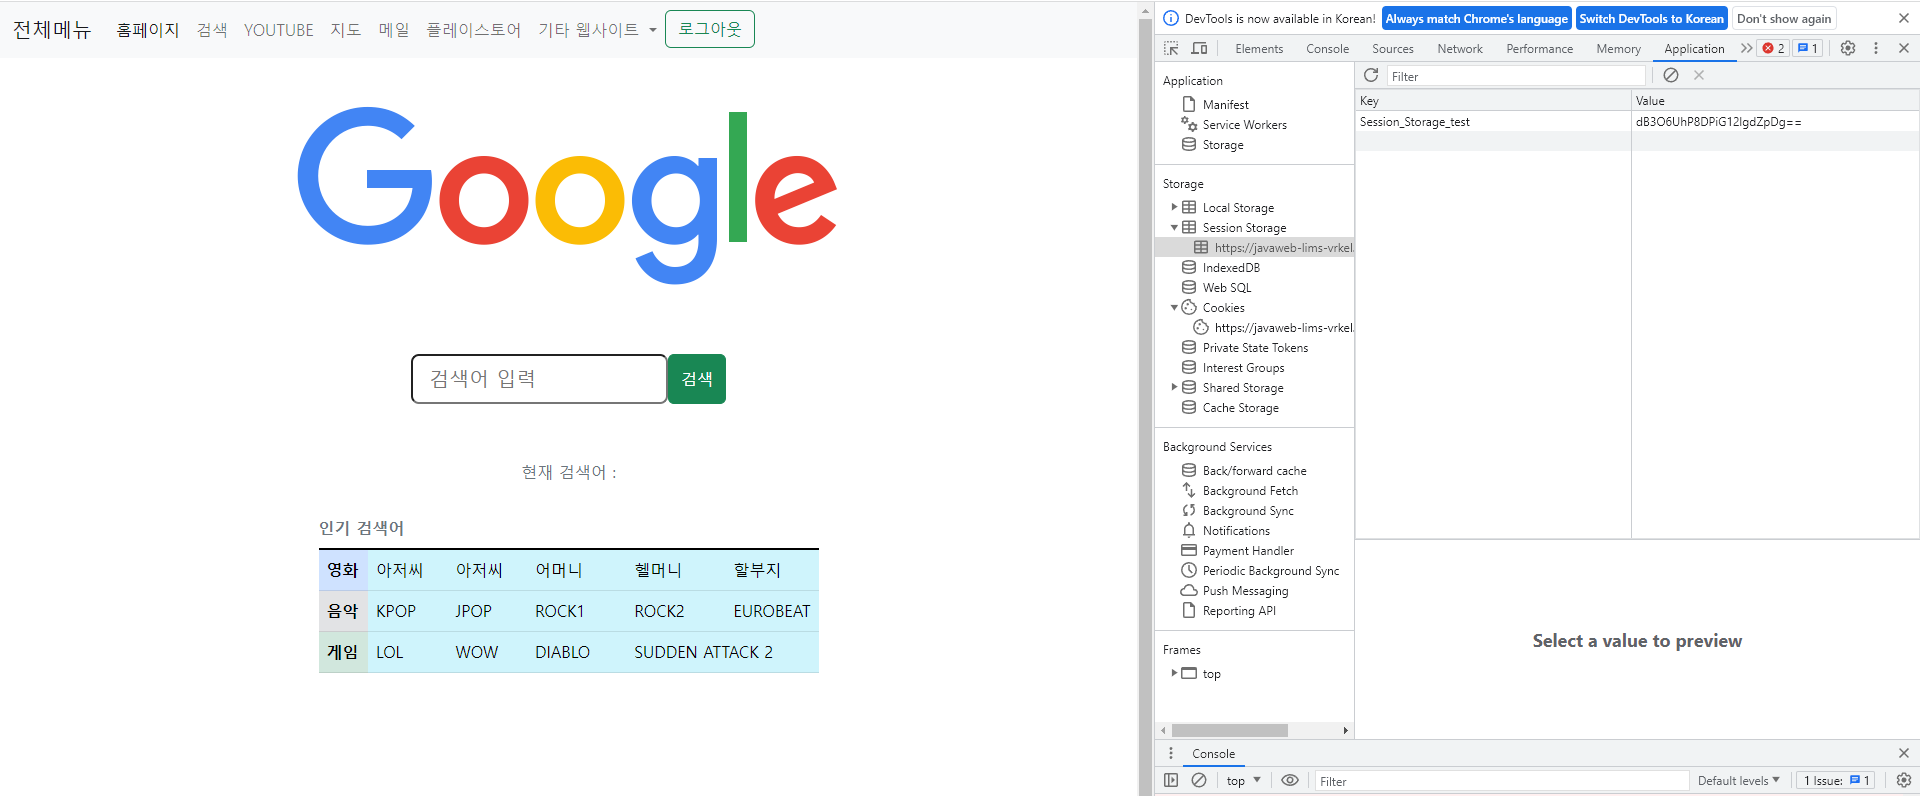 전체메뉴 홈페이지 검색 YOUTUBE 지도 메일 플레이스토어 기타 웹사이트 로그아웃
Google
검색어 입력 검색
현재 검색어 :
인기 검색어
영화 아저씨 아저씨 어머니 헬머니 할부지
음악 KPOP JPOP ROCK1 ROCK2 EUROBEAT
게임 LOL WOW DIABLO SUDDEN ATTACK 2
DevTools is now available in Korean! Always match Chrome's language Switch DevTools to Korean Don't show again
Elements Console Sources Network Performance Memory Application 2 1
Application
Manifest
Service Workers
Storage
Storage
Local Storage
Session Storage
https://javaweb-lims-vrkel
IndexedDB
Web SQL
Cookies
https://javaweb-lims-vrkel
Private State Tokens
Interest Groups
Shared Storage
Cache Storage
Background Services
Back/forward cache
Background Fetch
Background Sync
Notifications
Payment Handler
Periodic Background Sync
Push Messaging
Reporting API
Frames
top
Filter
Key Value
Session_Storage_test dB3O6UhP8DPiG12IgdZpDg==
Select a value to preview
Console
top Filter Default levels 1 Issue: 1